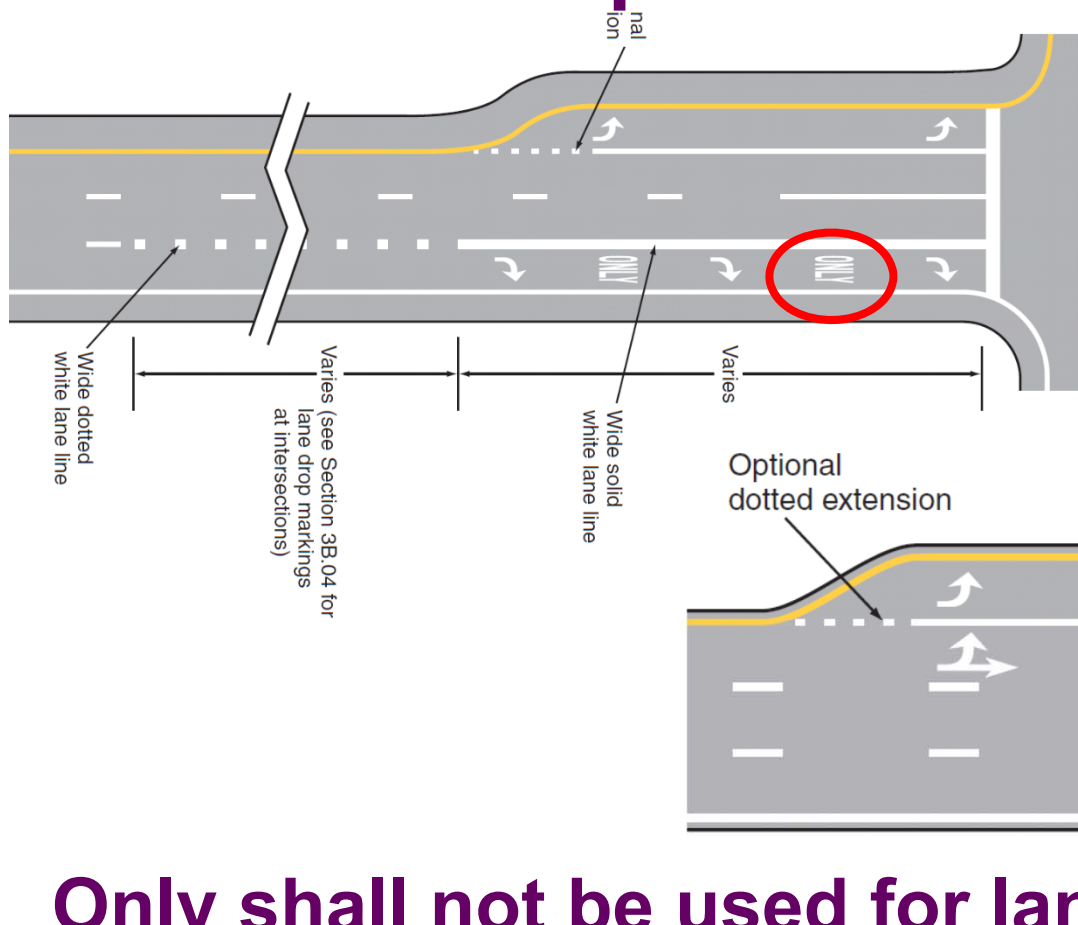 nal
ion
ONLY
ONLY
Wide dotted
white lane line
Varies (see Section 3B.04 for
lane drop markings
at intersections)
Wide solid
white lane line
Varies
Optional
dotted extension
Only shall not be used for lan